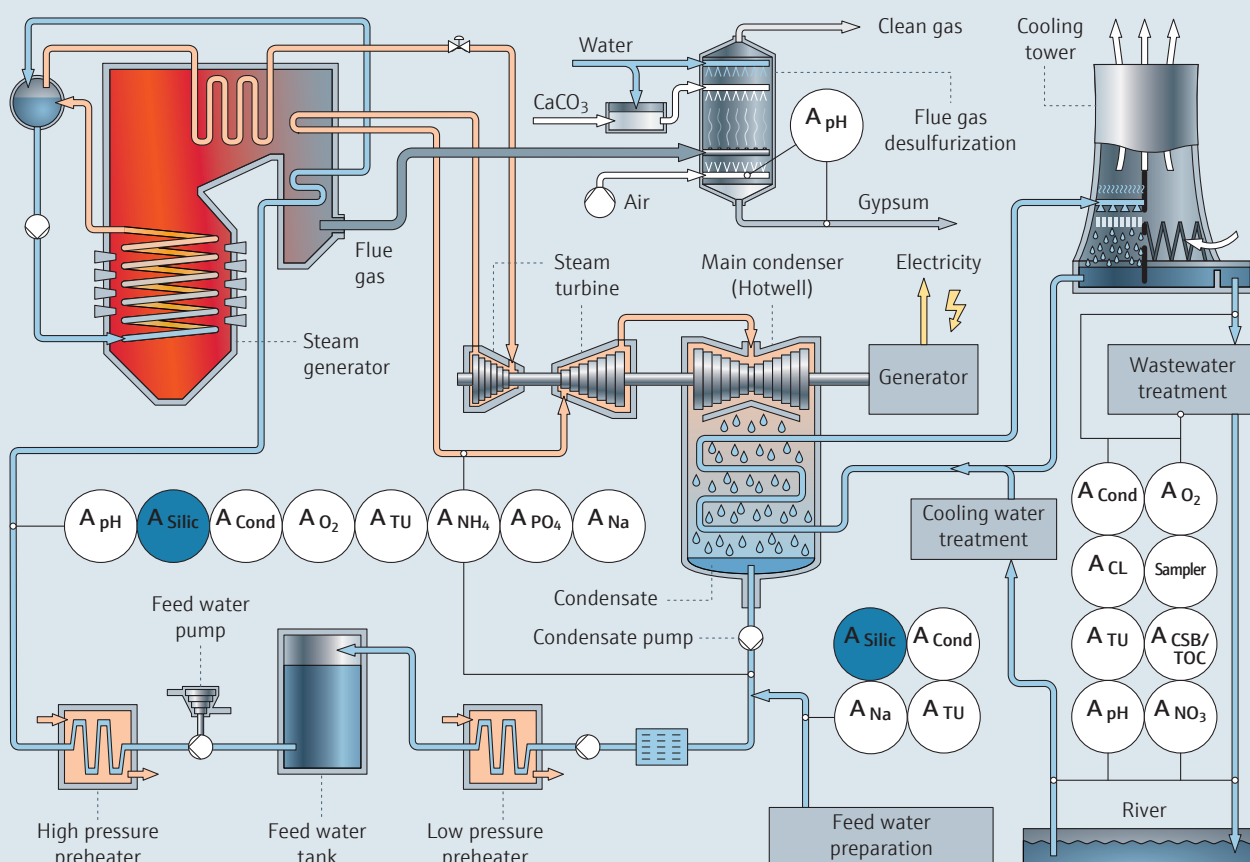 Water
CaCO3
Clean gas
Cooling
tower
A pH
Flue gas
desulfurization
Air
Gypsum
Flue
gas
Steam
turbine
Main condenser
(Hotwell)
Electricity
Steam
generator
Generator
Wastewater
treatment
A pH
A Silic
A Cond
A O2
A TU
A NH4
A PO4
A Na
Cooling water
treatment
A Cond
A O2
A CL
Sampler
A TU
A CSB/
TOC
A pH
A NO3
Feed water
pump
Condensate
Condensate pump
A Silic
A Cond
A Na
A TU
High pressure
preheater
Feed water
tank
Low pressure
preheater
Feed water
preparation
River